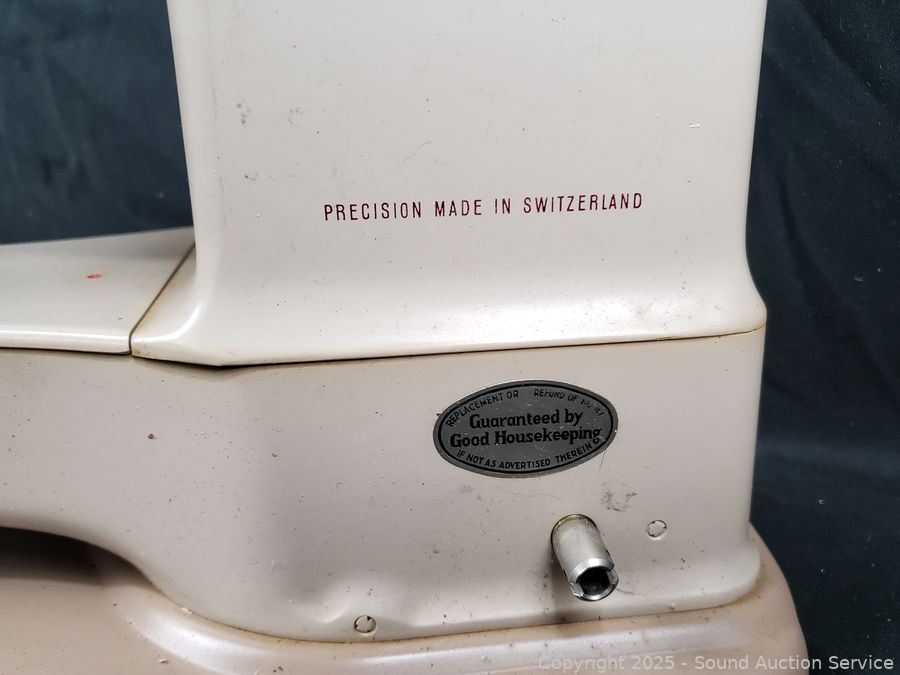 PRECISION MADE IN SWITZERLAND
REPLACEMENT OR REFUND OF
Guaranteed by
Good Housekeeping
IF NOT AS ADVERTISED THEREIN
Copyright 2025 - Sound Auction Service